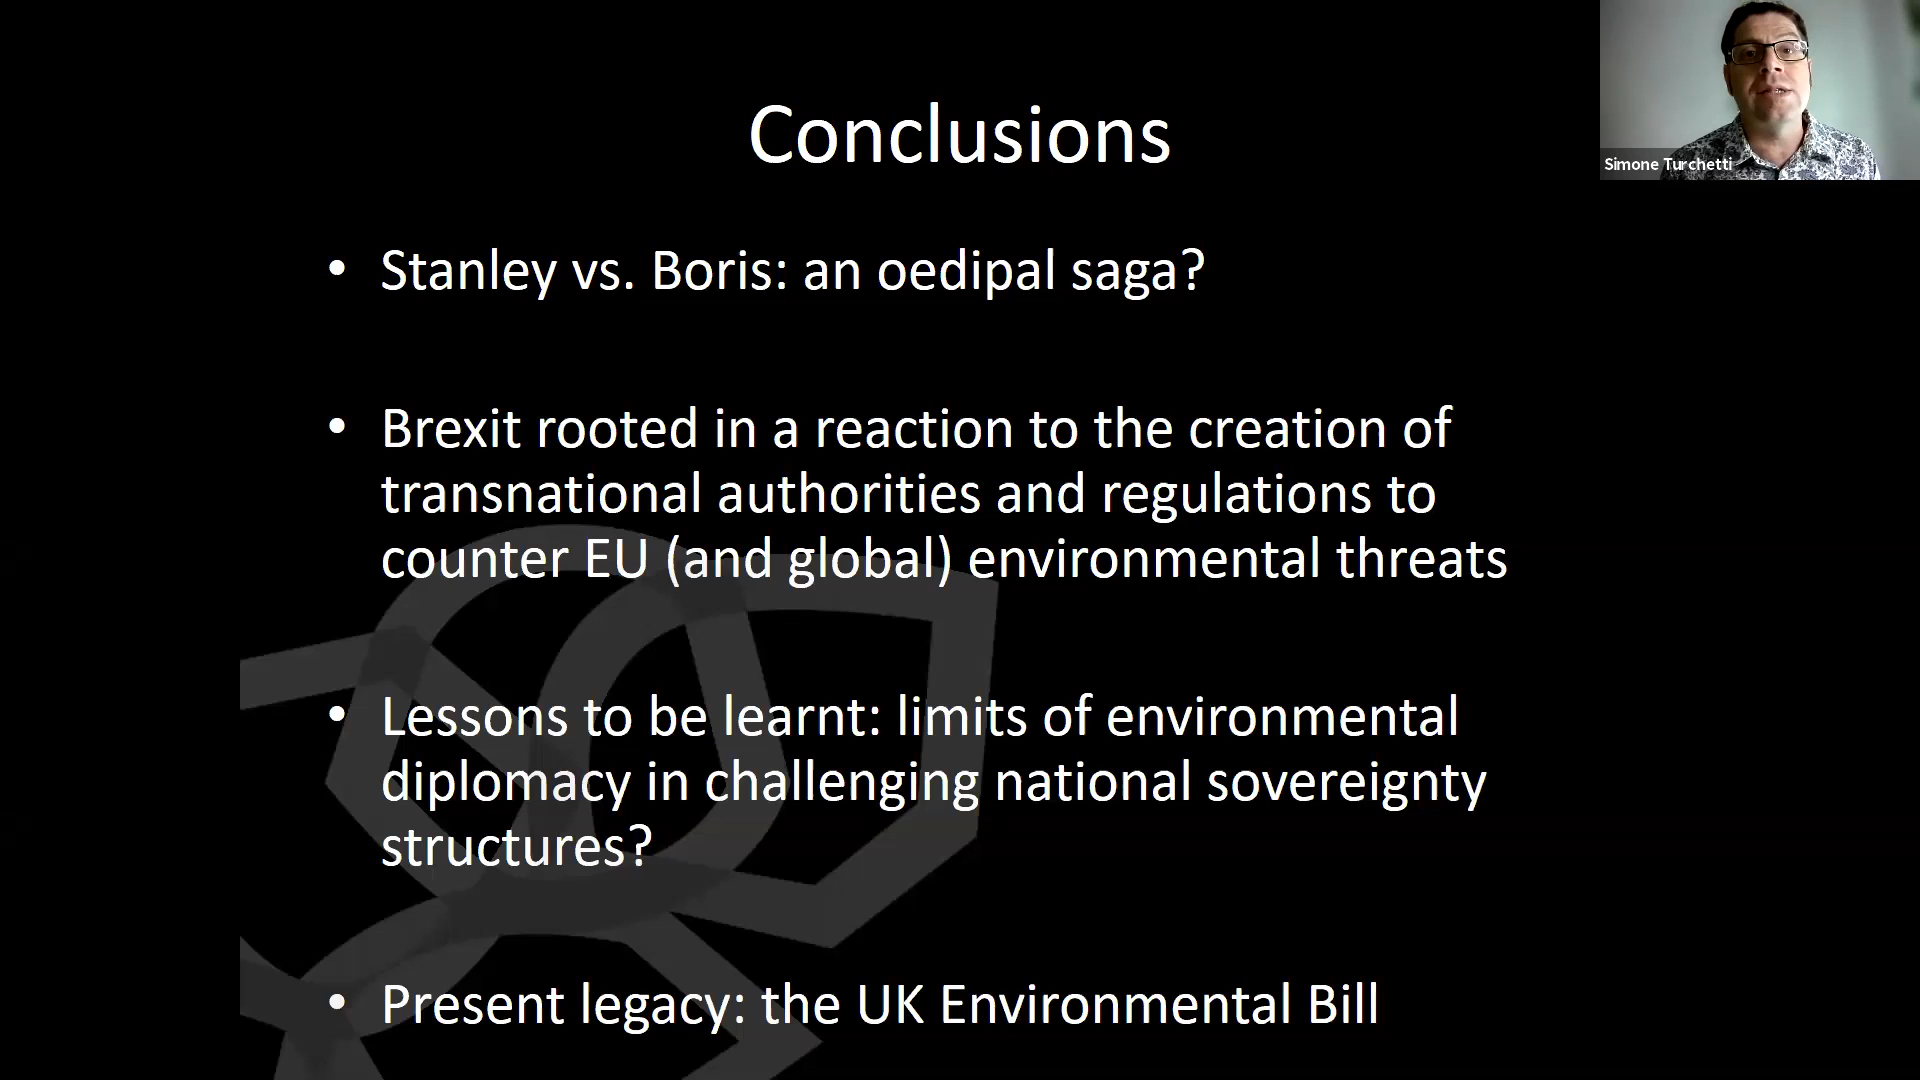 Conclusions
Simone Turchetti
• Stanley vs. Boris: an oedipal saga?
• Brexit rooted in a reaction to the creation of
transnational authorities and regulations to
counter EU (and global) environmental threats
• Lessons to be learnt: limits of environmental
diplomacy in challenging national sovereignty
structures?
• Present legacy: the UK Environmental Bill